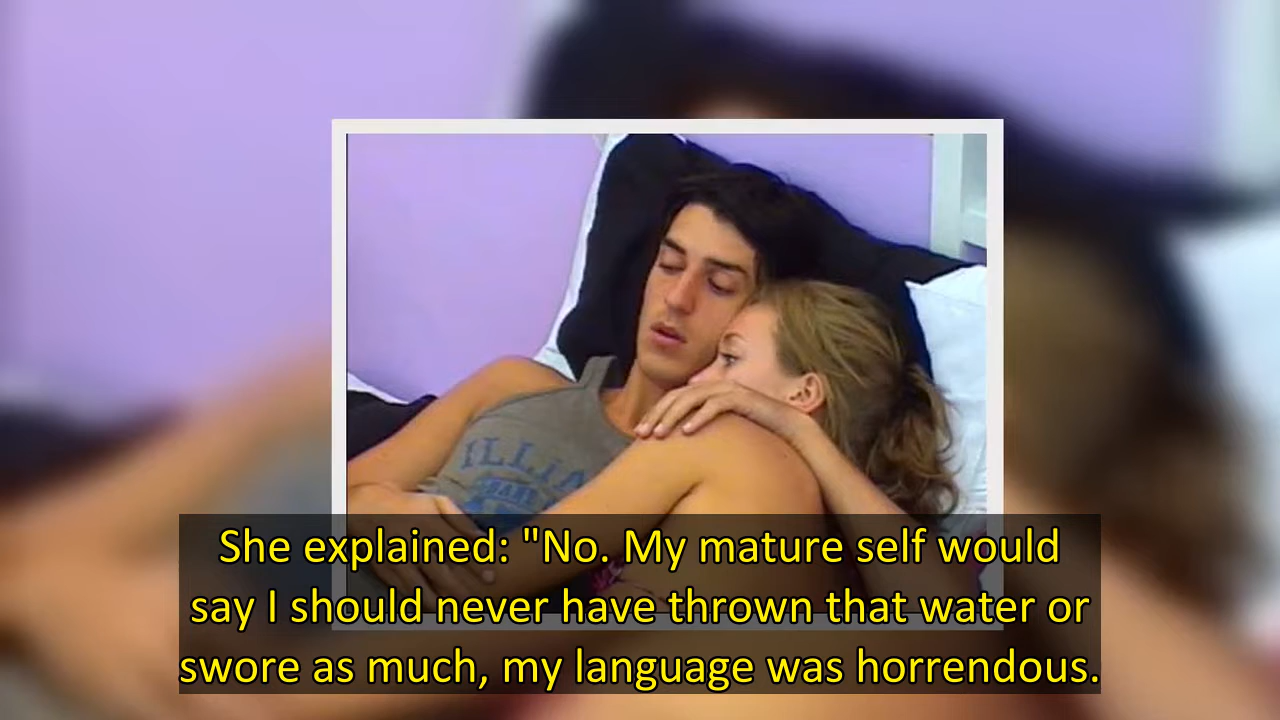 ILLIN
She explained: "No. My mature self would
say I should never have thrown that water or
swore as much, my language was horrendous.